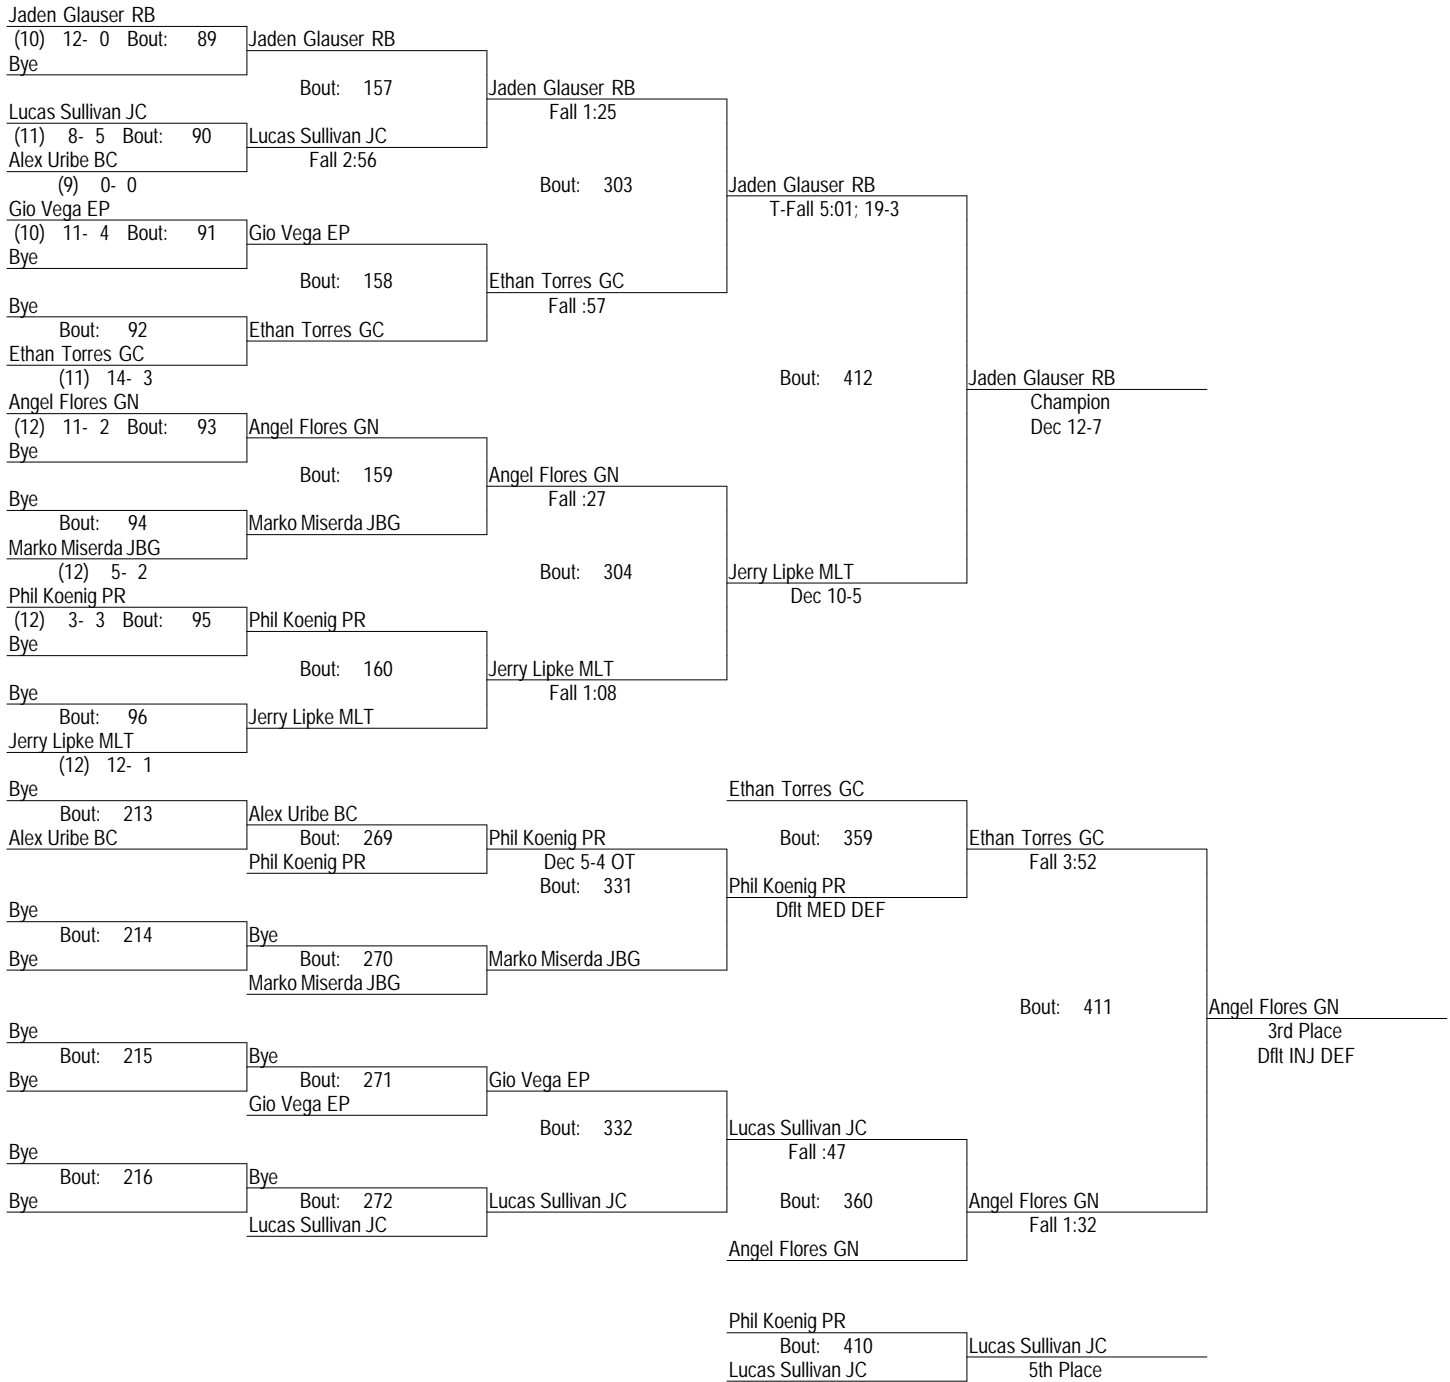 Jaden Glauser RB
(10) 12- 0 Bout: 89
Jaden Glauser RB
Bye
Bout: 157
Jaden Glauser RB
Fall 1:25
Lucas Sullivan JC
(11) 8- 5 Bout: 90
Lucas Sullivan JC
Alex Uribe BC
Fall 2:56
(9) 0- 0
Bout: 303
Jaden Glauser RB
T-Fall 5:01; 19-3
Gio Vega EP
(10) 11- 4 Bout: 91
Gio Vega EP
Bye
Bout: 158
Ethan Torres GC
Fall :57
Bye
Bout: 92
Ethan Torres GC
Ethan Torres GC
(11) 14- 3
Bout: 412
Jaden Glauser RB
Champion
Dec 12-7
Angel Flores GN
(12) 11- 2 Bout: 93
Angel Flores GN
Bye
Bout: 159
Angel Flores GN
Fall :27
Bye
Bout: 94
Marko Miserda JBG
Marko Miserda JBG
(12) 5- 2
Bout: 304
Jerry Lipke MLT
Dec 10-5
Phil Koenig PR
(12) 3- 3 Bout: 95
Phil Koenig PR
Bye
Bout: 160
Jerry Lipke MLT
Fall 1:08
Bye
Bout: 96
Jerry Lipke MLT
Jerry Lipke MLT
(12) 12- 1
Bye
Bout: 213
Alex Uribe BC
Alex Uribe BC
Bout: 269
Phil Koenig PR
Phil Koenig PR
Dec 5-4 OT
Bout: 331
Ethan Torres GC
Bout: 359
Ethan Torres GC
Fall 3:52
Phil Koenig PR
Dflt MED DEF
Bye
Bout: 214
Bye
Bye
Bout: 270
Marko Miserda JBG
Marko Miserda JBG
Bout: 411
Angel Flores GN
3rd Place
Dflt INJ DEF
Bye
Bout: 215
Bye
Bye
Bout: 271
Gio Vega EP
Gio Vega EP
Bout: 332
Lucas Sullivan JC
Fall :47
Bye
Bout: 216
Bye
Bye
Bout: 272
Lucas Sullivan JC
Lucas Sullivan JC
Bout: 360
Angel Flores GN
Fall 1:32
Angel Flores GN
Phil Koenig PR
Bout: 410
Lucas Sullivan JC
Lucas Sullivan JC
5th Place